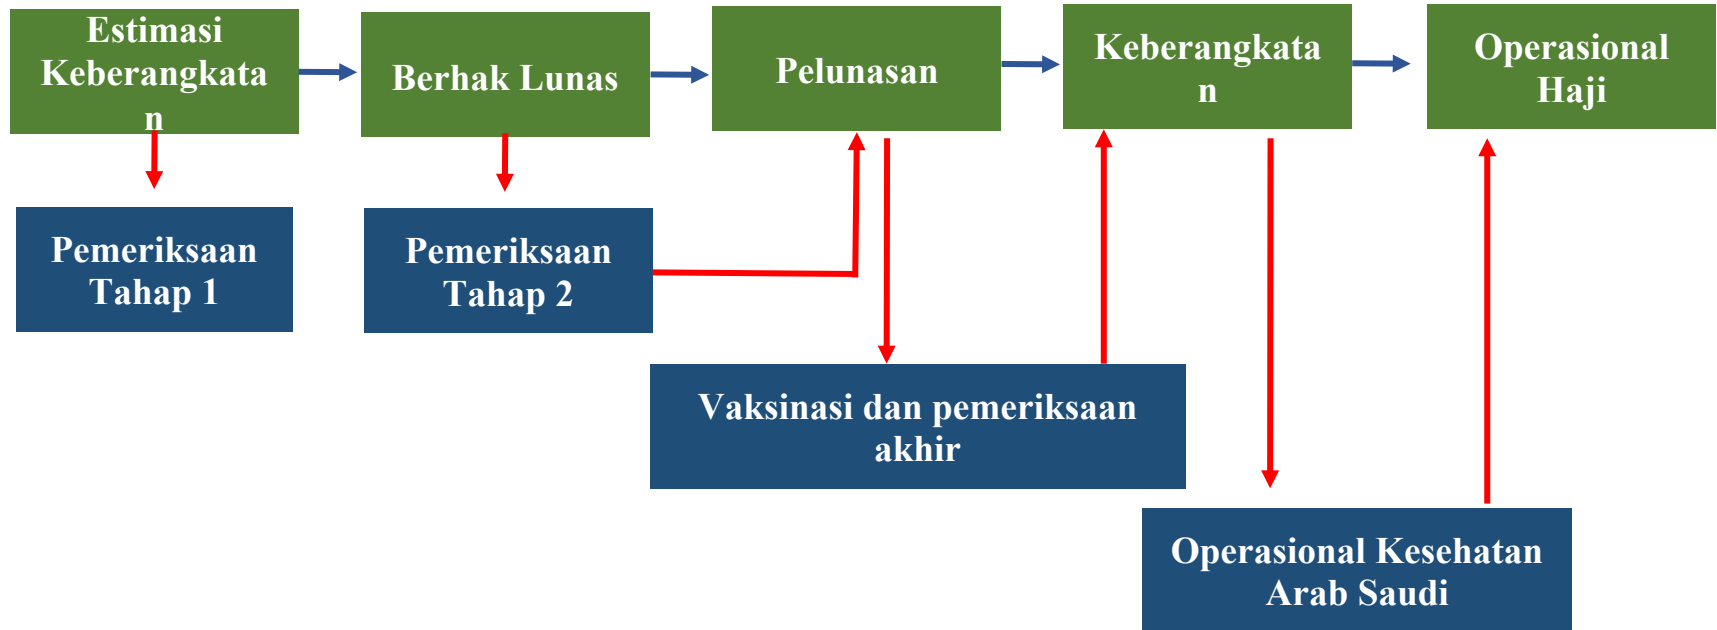 Estimasi
Keberangkata
n
Berhak Lunas
Pelunasan
Keberangkata
n
Operasional
Haji
Pemeriksaan
Tahap 1
Pemeriksaan
Tahap 2
Vaksinasi dan pemeriksaan
akhir
Operasional Kesehatan
Arab Saudi